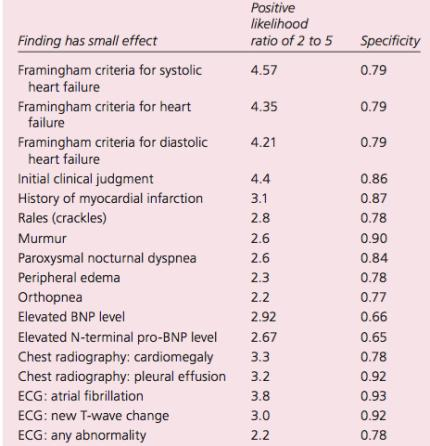 Finding has small effect Positive likelihood ratio of 2 to 5 Specificity
Framingham criteria for systolic heart failure 4.57 0.79
Framingham criteria for heart failure 4.35 0.79
Framingham criteria for diastolic heart failure 4.21 0.79
Initial clinical judgment 4.4 0.86
History of myocardial infarction 3.1 0.87
Rales (crackles) 2.8 0.78
Murmur 2.6 0.90
Paroxysmal nocturnal dyspnea 2.6 0.84
Peripheral edema 2.3 0.78
Orthopnea 2.2 0.77
Elevated BNP level 2.92 0.66
Elevated N-terminal pro-BNP level 2.67 0.65
Chest radiography: cardiomegaly 3.3 0.78
Chest radiography: pleural effusion 3.2 0.92
ECG: atrial fibrillation 3.8 0.93
ECG: new T-wave change 3.0 0.92
ECG: any abnormality 2.2 0.78